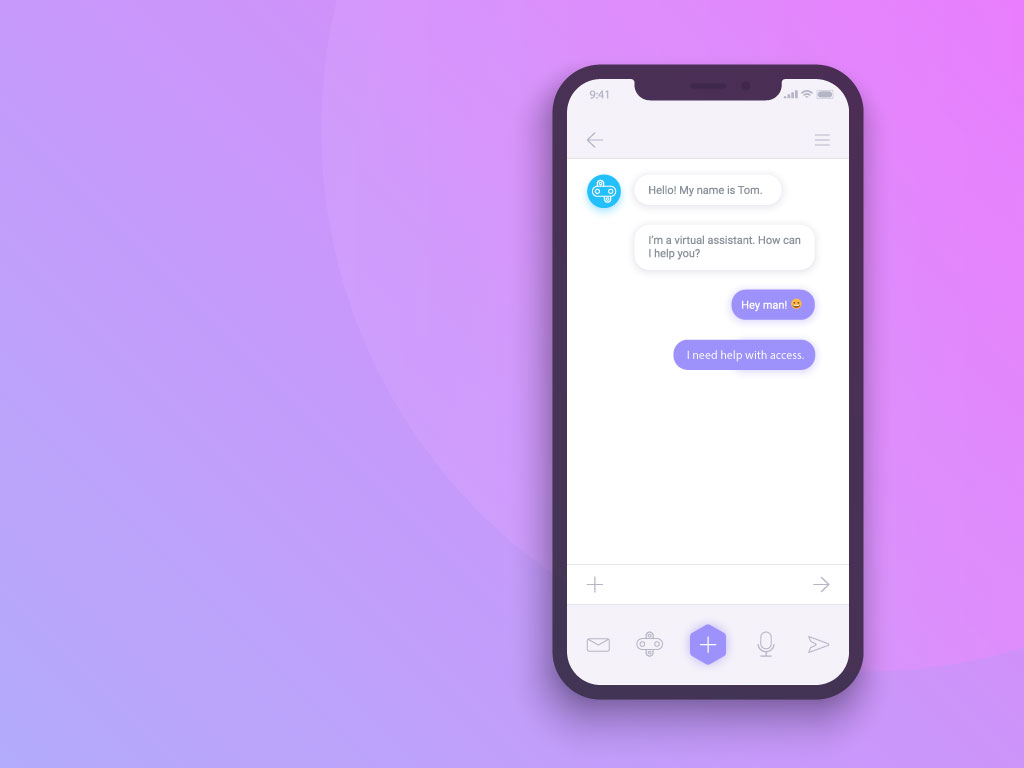 9:41
Hello! My name is Tom.
I'm a virtual assistant. How can
I help you?
Hey man! 😀
I need help with access.